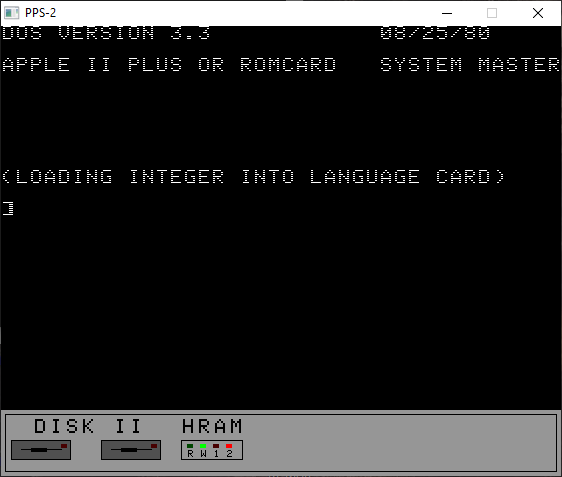 PPS-2
DOS VERSION 3.3 08/25/80
APPLE II PLUS OR ROMCARD SYSTEM MASTER
(LOADING INTEGER INTO LANGUAGE CARD)
]
DISK II HRAM
R W 1 2